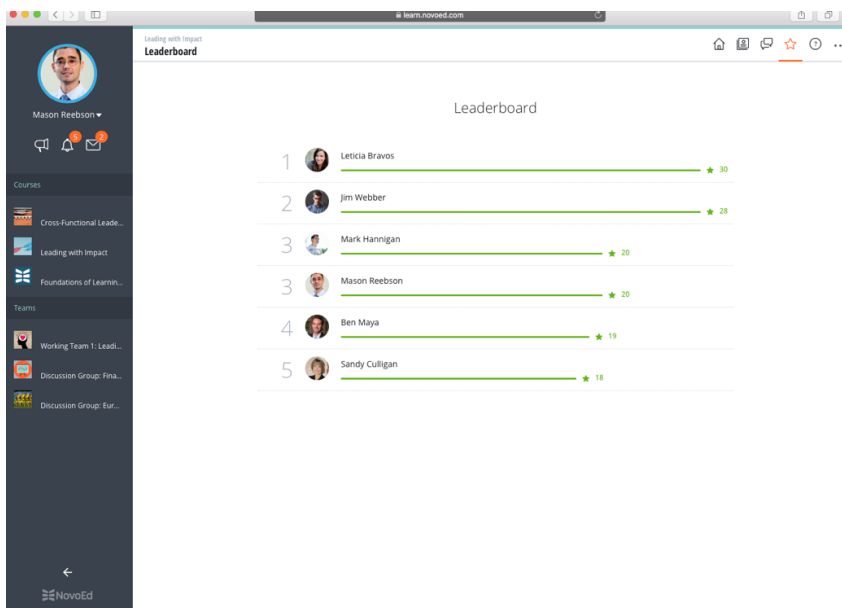 learn.novoed.com
Leading with Impact
Leaderboard
Mason Reebson
5
2
Courses
Cross-Functional Leade...
Leading with Impact
Foundations of Learnin...
Teams
Working Team 1: Leadi...
Discussion Group: Fina...
Discussion Group: Eur...
NovoEd
Leaderboard
1 Leticia Bravos
30
2 Jim Webber
28
3 Mark Hannigan
20
3 Mason Reebson
20
4 Ben Maya
19
5 Sandy Culligan
18